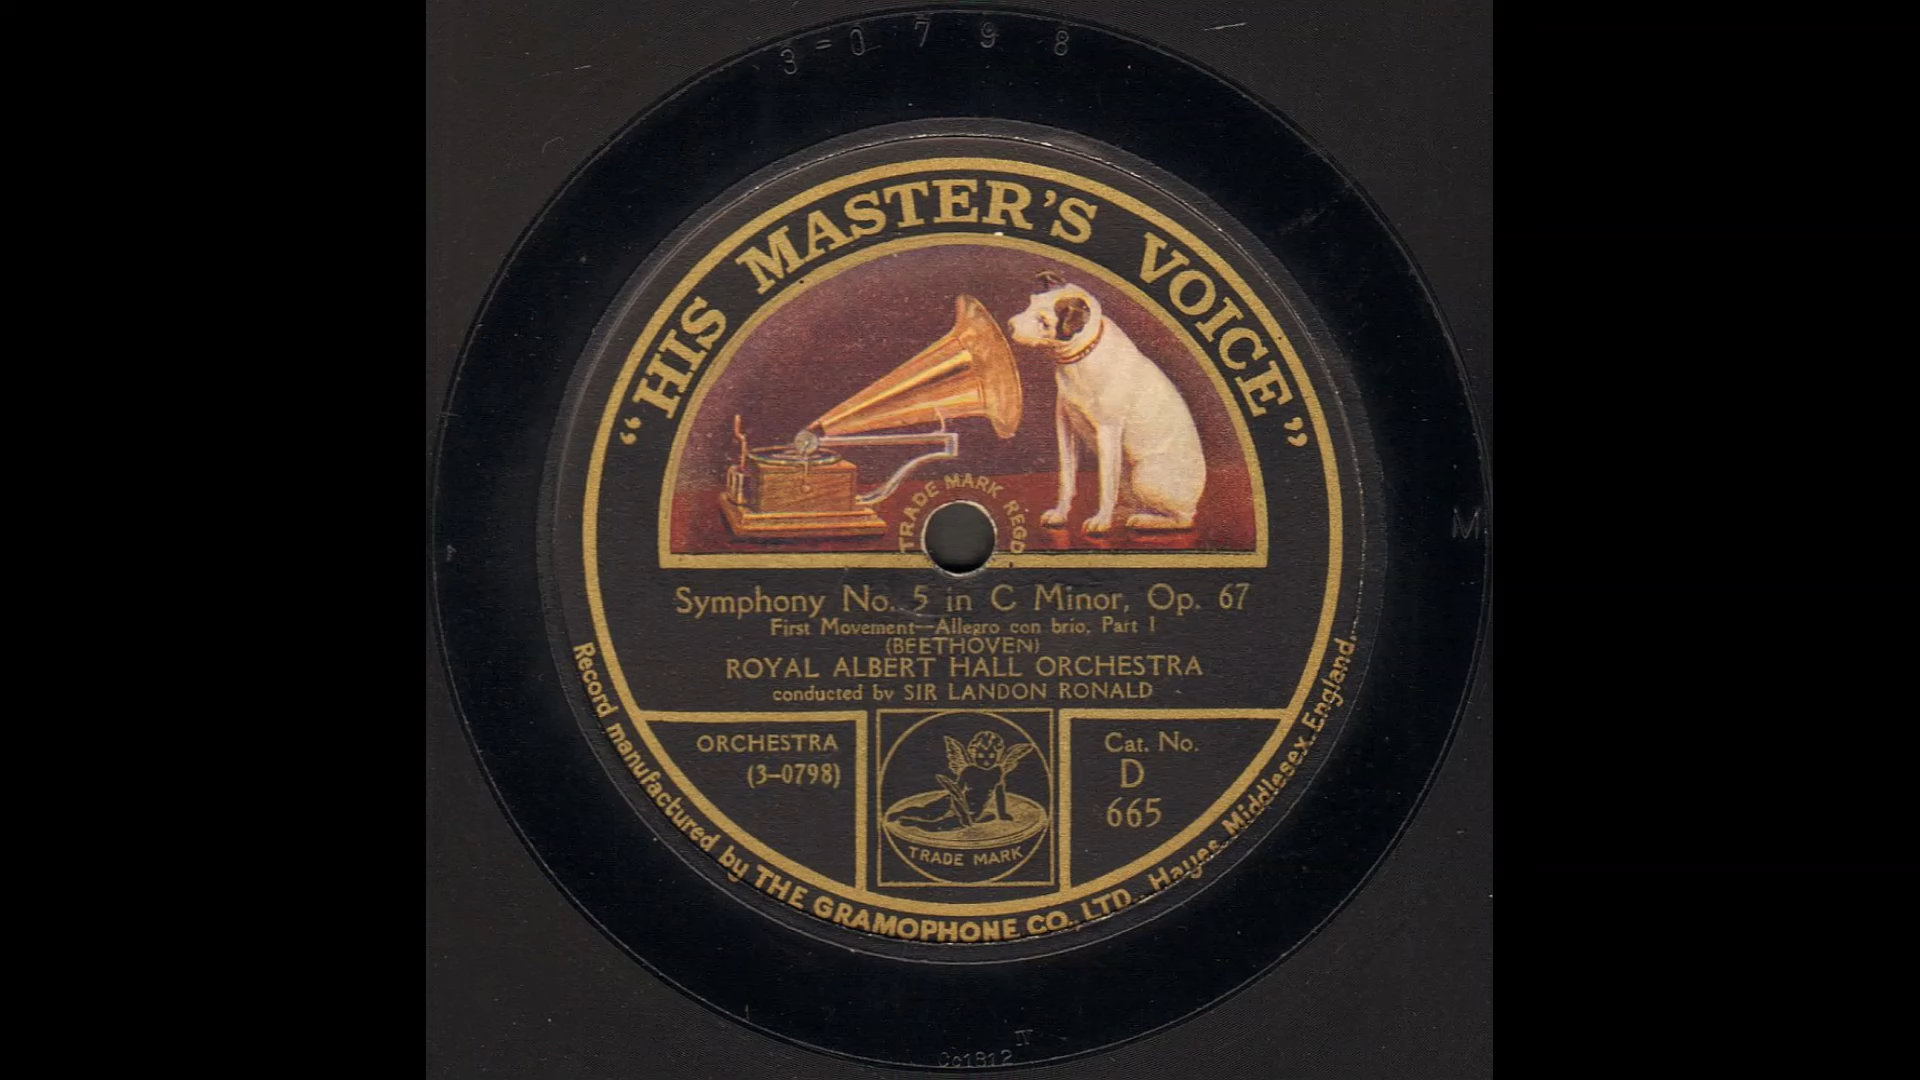 3-0798
“HIS MASTER’S VOICE”
TRADE MARK REGD
Symphony No. 5 in C Minor, Op. 67
First Movement—Allegro con brio, Part 1
(BEETHOVEN)
ROYAL ALBERT HALL ORCHESTRA
conducted by SIR LANDON RONALD
ORCHESTRA
(3–0798)
TRADE MARK
Cat. No.
D
665
Record manufactured by THE GRAMOPHONE CO., LTD., Hayes, Middlesex, England.
M
IV
Cc1312